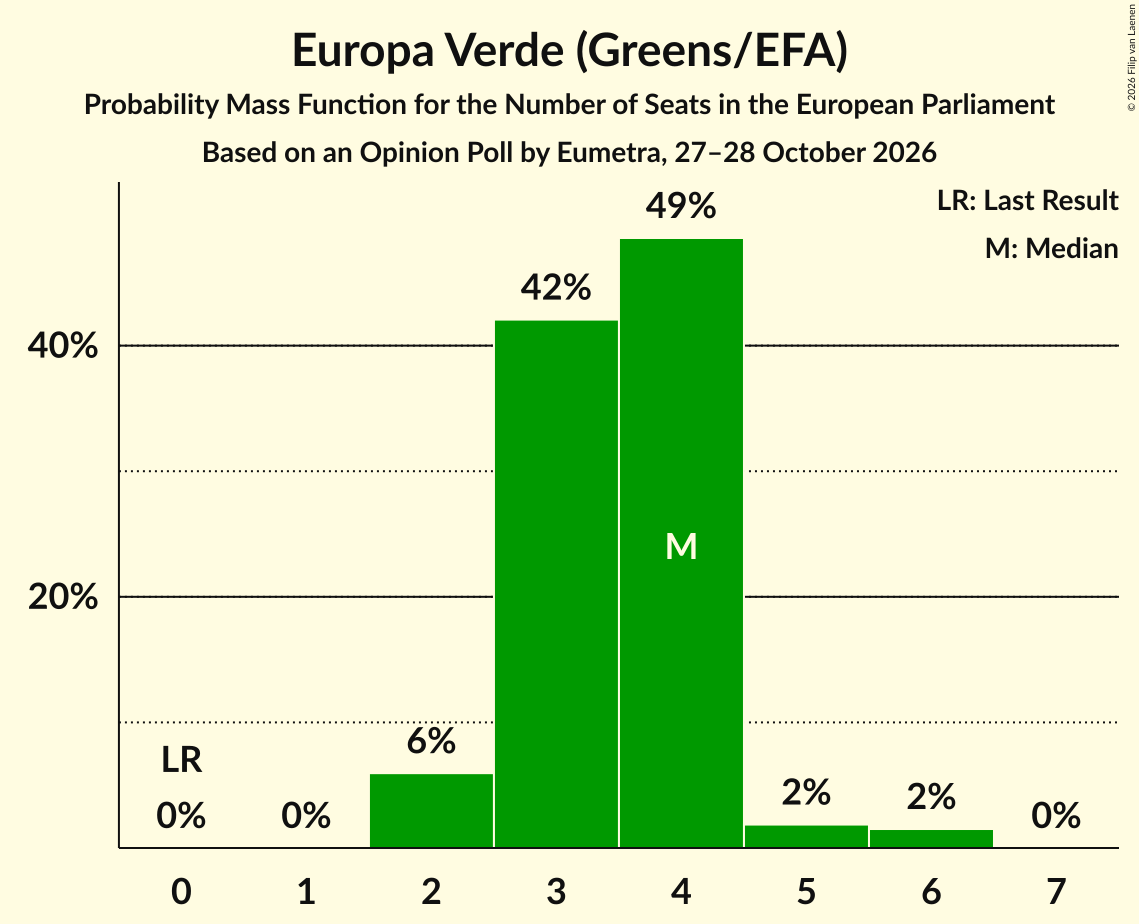 Europa Verde (Greens/EFA)
Probability Mass Function for the Number of Seats in the European Parliament
Based on an Opinion Poll by Eumetra, 27–28 October 2026
© 2026 Filip van Laenen
LR: Last Result
M: Median
49%
42%
40%
M
20%
6%
LR
0%
0%
2%
2%
0%
0
1
2
3
4
5
6
7